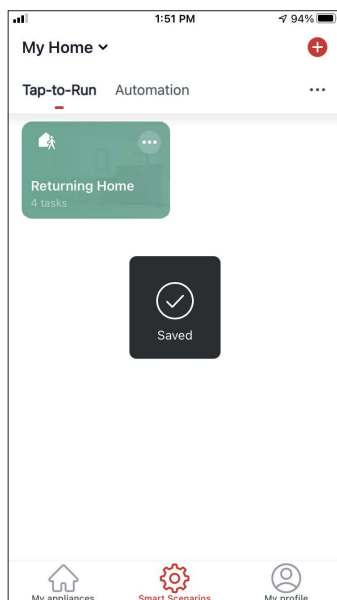 1:51 PM
94%
My Home
Tap-to-Run Automation
Returning Home
4 tasks
Saved
My appliances Smart Scenarios My profile